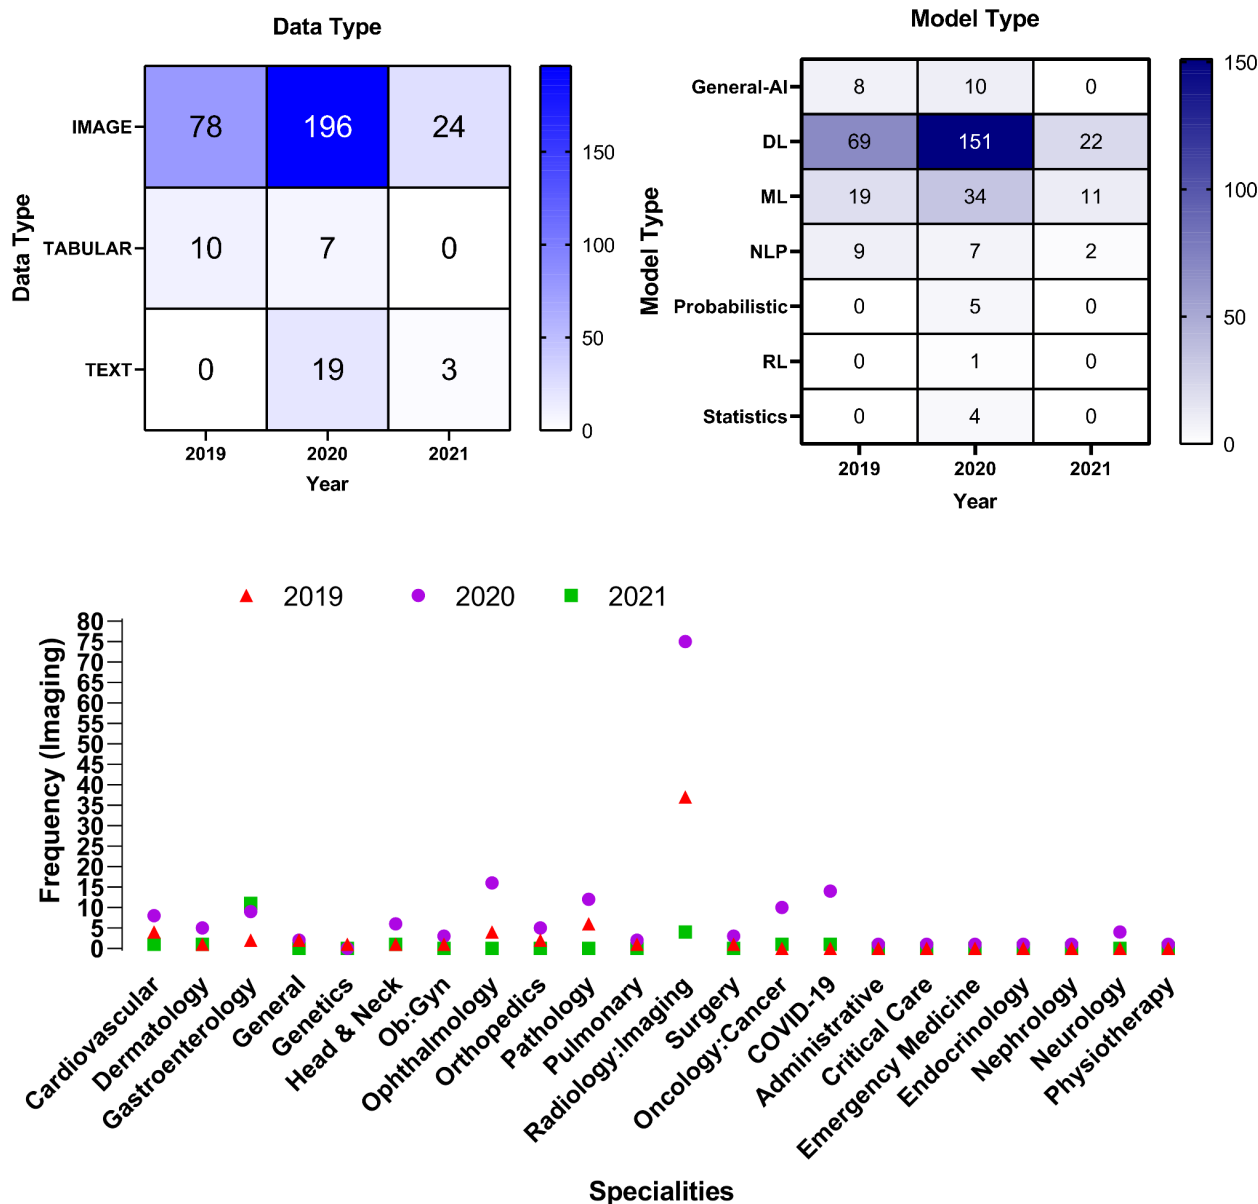 Data Type
Data Type
IMAGE 78 196 24
TABULAR 10 7 0
TEXT 0 19 3
2019 2020 2021
Year
150
100
50
0
Model Type
Model Type
General-AI 8 10 0
DL 69 151 22
ML 19 34 11
NLP 9 7 2
Probabilistic 0 5 0
RL 0 1 0
Statistics 0 4 0
2019 2020 2021
Year
150
100
50
0
2019 2020 2021
Frequency (Imaging)
80
75
70
65
60
55
50
45
40
35
30
25
20
15
10
5
0
Cardiovascular
Dermatology
Gastroenterology
General
Genetics
Head & Neck
Ob:Gyn
Ophthalmology
Orthopedics
Pathology
Pulmonary
Radiology:Imaging
Surgery
Oncology:Cancer
COVID-19
Administrative
Critical Care
Emergency Medicine
Endocrinology
Nephrology
Neurology
Physiotherapy
Specialities